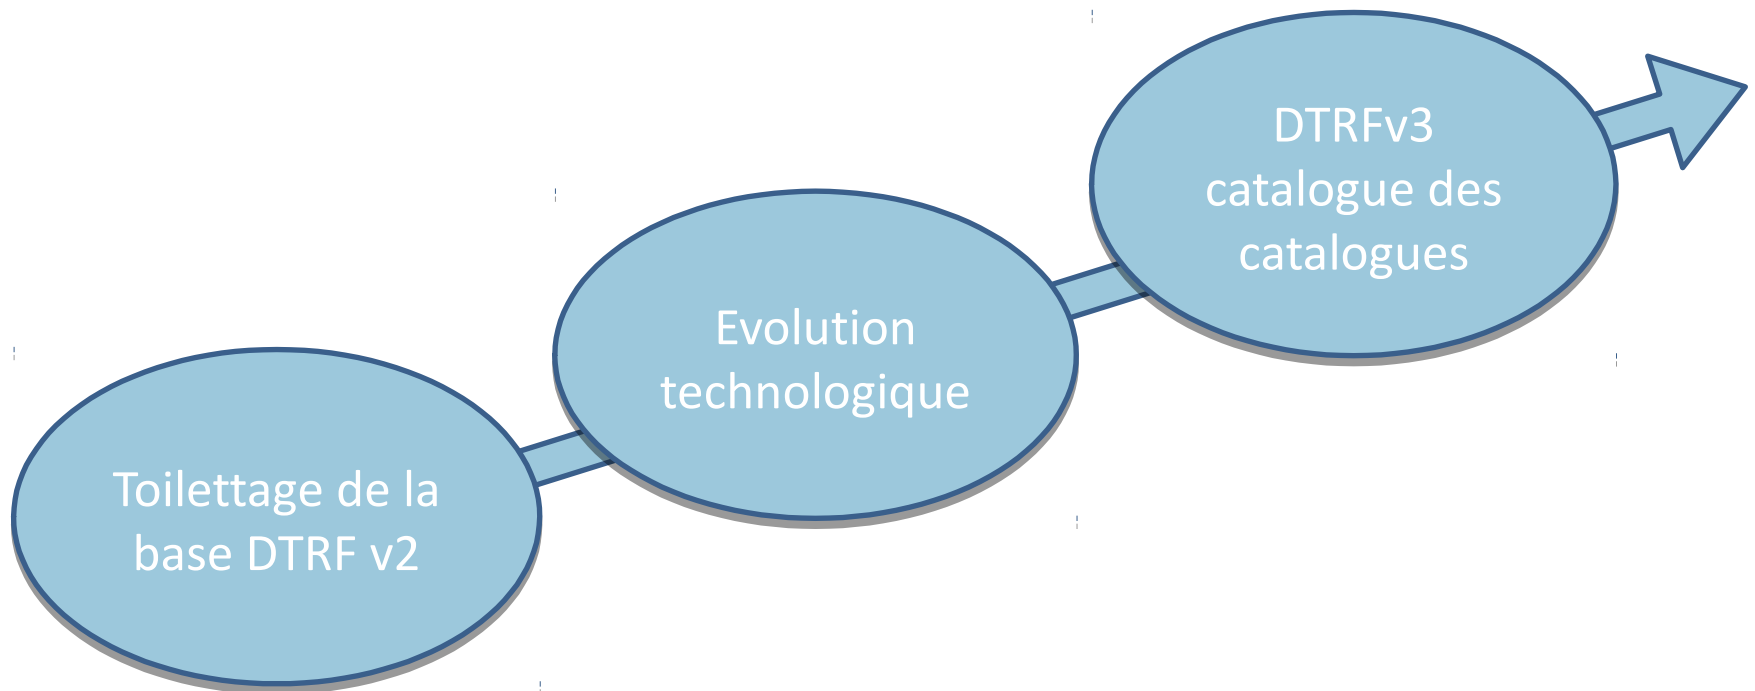 Toilettage de la
base DTRF v2
Evolution
technologique
DTRFv3
catalogue des
catalogues